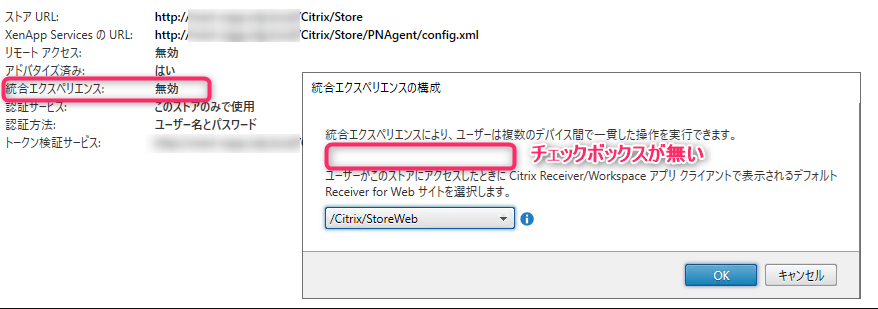 ストア URL: http:// /Citrix/Store
XenApp Services の URL: http:// /Citrix/Store/PNAgent/config.xml
リモート アクセス: 無効
アドバタイズ済み: はい
統合エクスペリエンス: 無効
認証サービス: このストアのみで使用
認証方法: ユーザー名とパスワード
トークン検証サービス:
統合エクスペリエンスの構成
統合エクスペリエンスにより、ユーザーは複数のデバイス間で一貫した操作を実行できます。
チェックボックスが無い
ユーザーがこのストアにアクセスしたときに Citrix Receiver/Workspace アプリ クライアントで表示されるデフォルト
Receiver for Web サイトを選択します。
/Citrix/StoreWeb
OK キャンセル